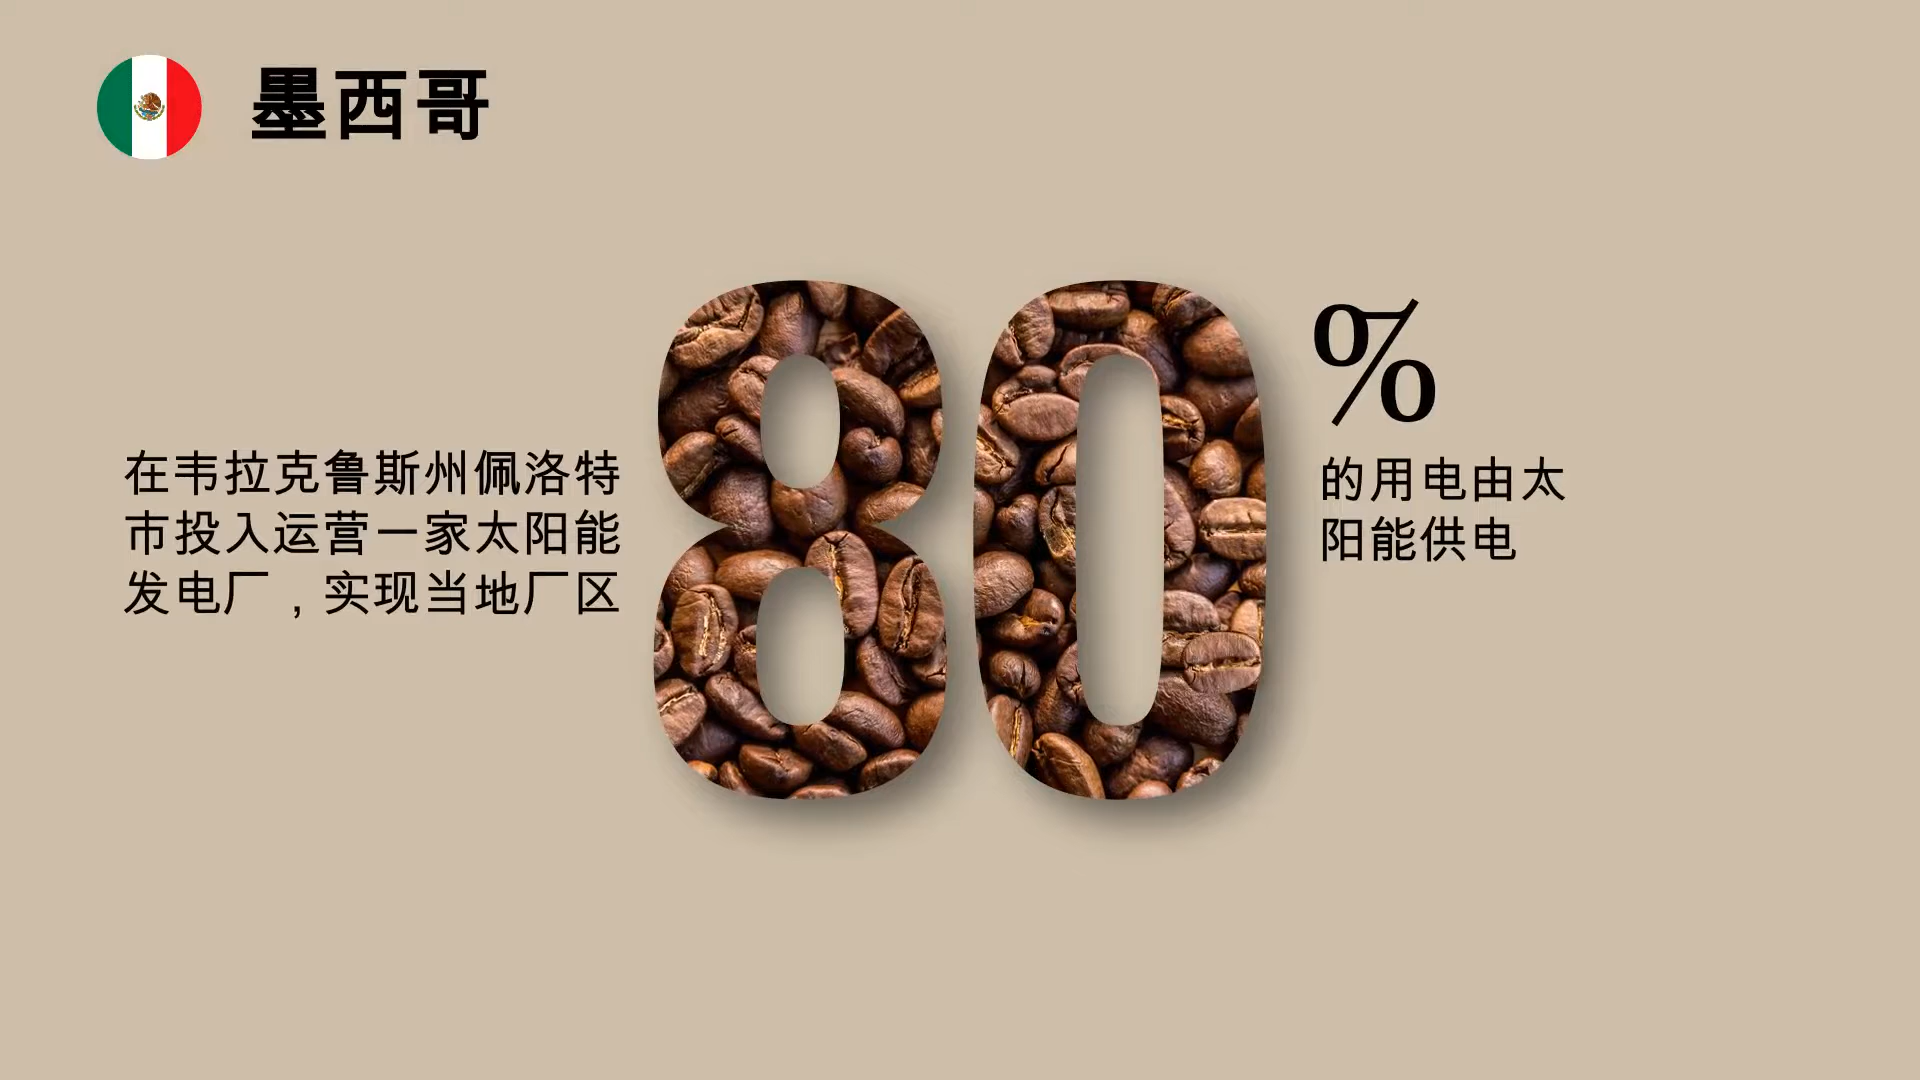 墨西哥
在韦拉克鲁斯州佩洛特
市投入运营一家太阳能
发电厂，实现当地厂区
80
%
的用电由太
阳能供电